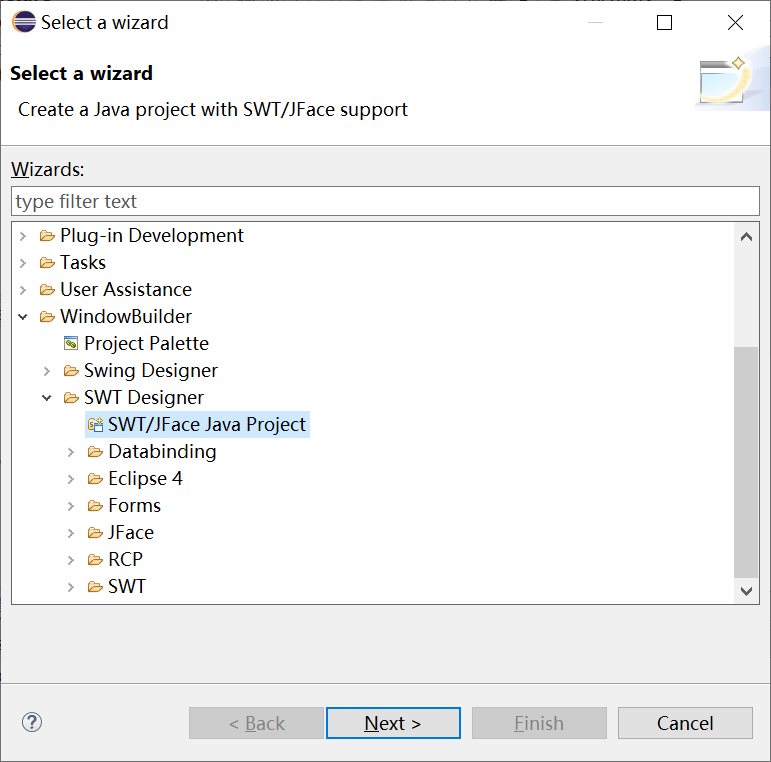 Select a wizard
Select a wizard
Create a Java project with SWT/JFace support
Wizards:
type filter text
Plug-in Development
Tasks
User Assistance
WindowBuilder
Project Palette
Swing Designer
SWT Designer
SWT/JFace Java Project
Databinding
Eclipse 4
Forms
JFace
RCP
SWT
< Back
Next >
Finish
Cancel